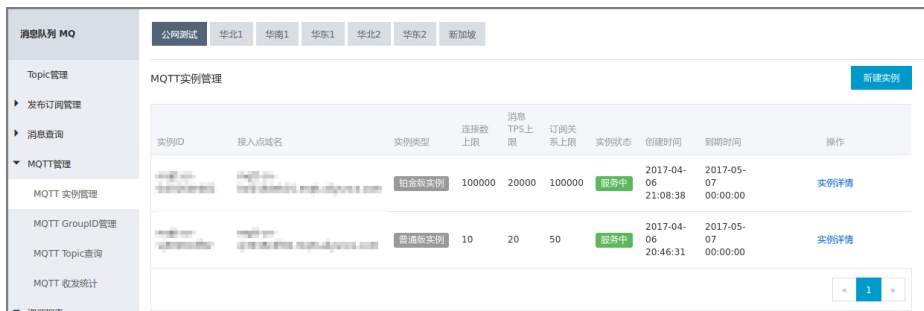 消息队列 MQ
公网测试 华北1 华南1 华东1 华北2 华东2 新加坡
Topic管理
发布订阅管理
消息查询
MQTT管理
MQTT 实例管理
MQTT GroupID管理
MQTT Topic查询
MQTT 收发统计
MQTT实例管理
新建实例
实例ID 接入点域名 实例类型 连接数上限 消息TPS上限 订阅关系上限 实例状态 创建时间 到期时间 操作
铂金版实例 100000 20000 100000 服务中 2017-04-06 21:08:38 2017-05-07 00:00:00 实例详情
普通版实例 10 20 50 服务中 2017-04-06 20:46:31 2017-05-07 00:00:00 实例详情
« 1 »